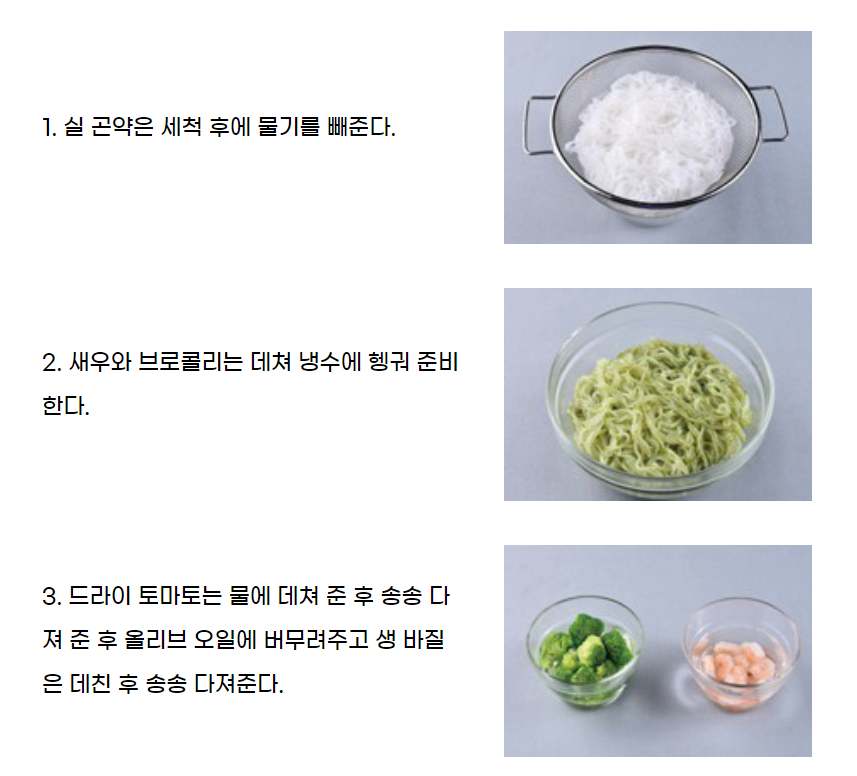 1. 실 곤약은 세척 후에 물기를 빼준다.
2. 새우와 브로콜리는 데쳐 냉수에 헹궈 준비
한다.
3. 드라이 토마토는 물에 데쳐 준 후 송송 다
져 준 후 올리브 오일에 버무려주고 생 바질
은 데친 후 송송 다져준다.